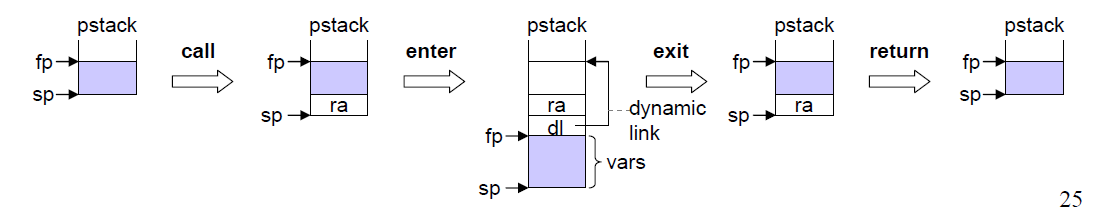 pstack
fp
sp
call
pstack
fp
sp
ra
enter
pstack
ra
dl
fp
sp
vars
dynamic
link
exit
pstack
fp
sp
ra
return
pstack
fp
sp
25